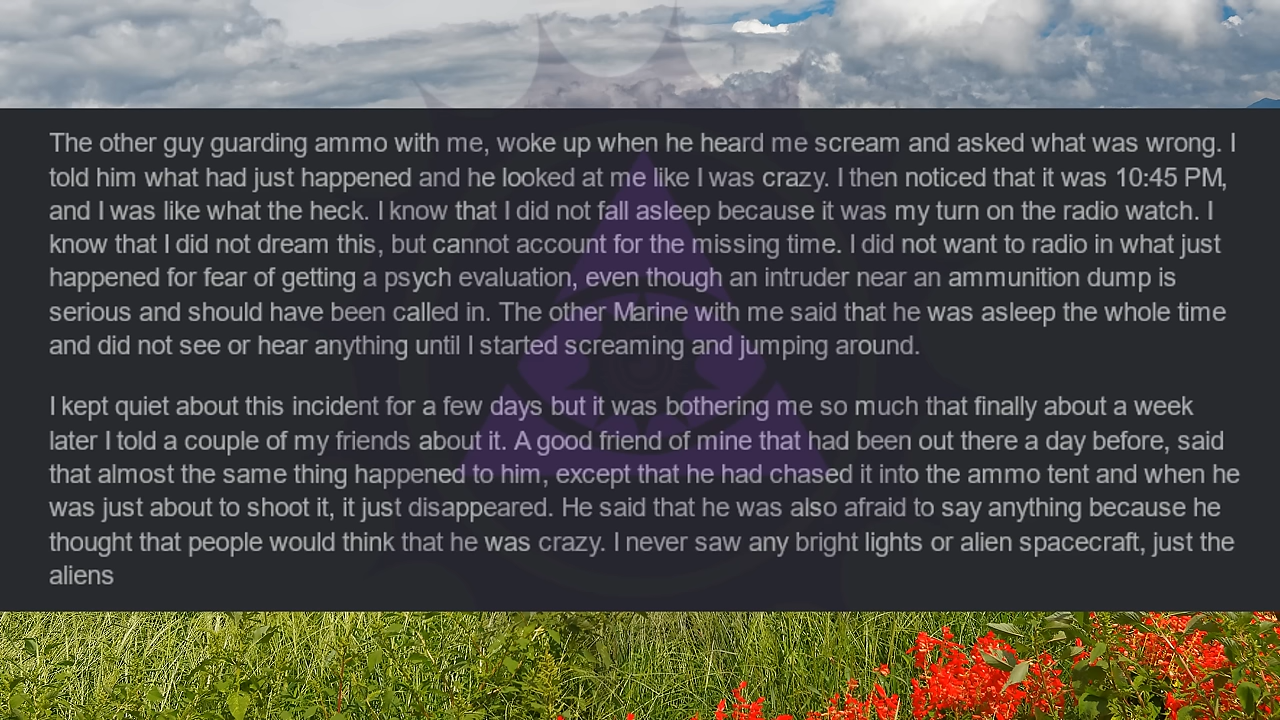 The other guy guarding ammo with me, woke up when he heard me scream and asked what was wrong. I
told him what had just happened and he looked at me like I was crazy. I then noticed that it was 10:45 PM,
and I was like what the heck. I know that I did not fall asleep because it was my turn on the radio watch. I
know that I did not dream this, but cannot account for the missing time. I did not want to radio in what just
happened for fear of getting a psych evaluation, even though an intruder near an ammunition dump is
serious and should have been called in. The other Marine with me said that he was asleep the whole time
and did not see or hear anything until I started screaming and jumping around.
I kept quiet about this incident for a few days but it was bothering me so much that finally about a week
later I told a couple of my friends about it. A good friend of mine that had been out there a day before, said
that almost the same thing happened to him, except that he had chased it into the ammo tent and when he
was just about to shoot it, it just disappeared. He said that he was also afraid to say anything because he
thought that people would think that he was crazy. I never saw any bright lights or alien spacecraft, just the
aliens